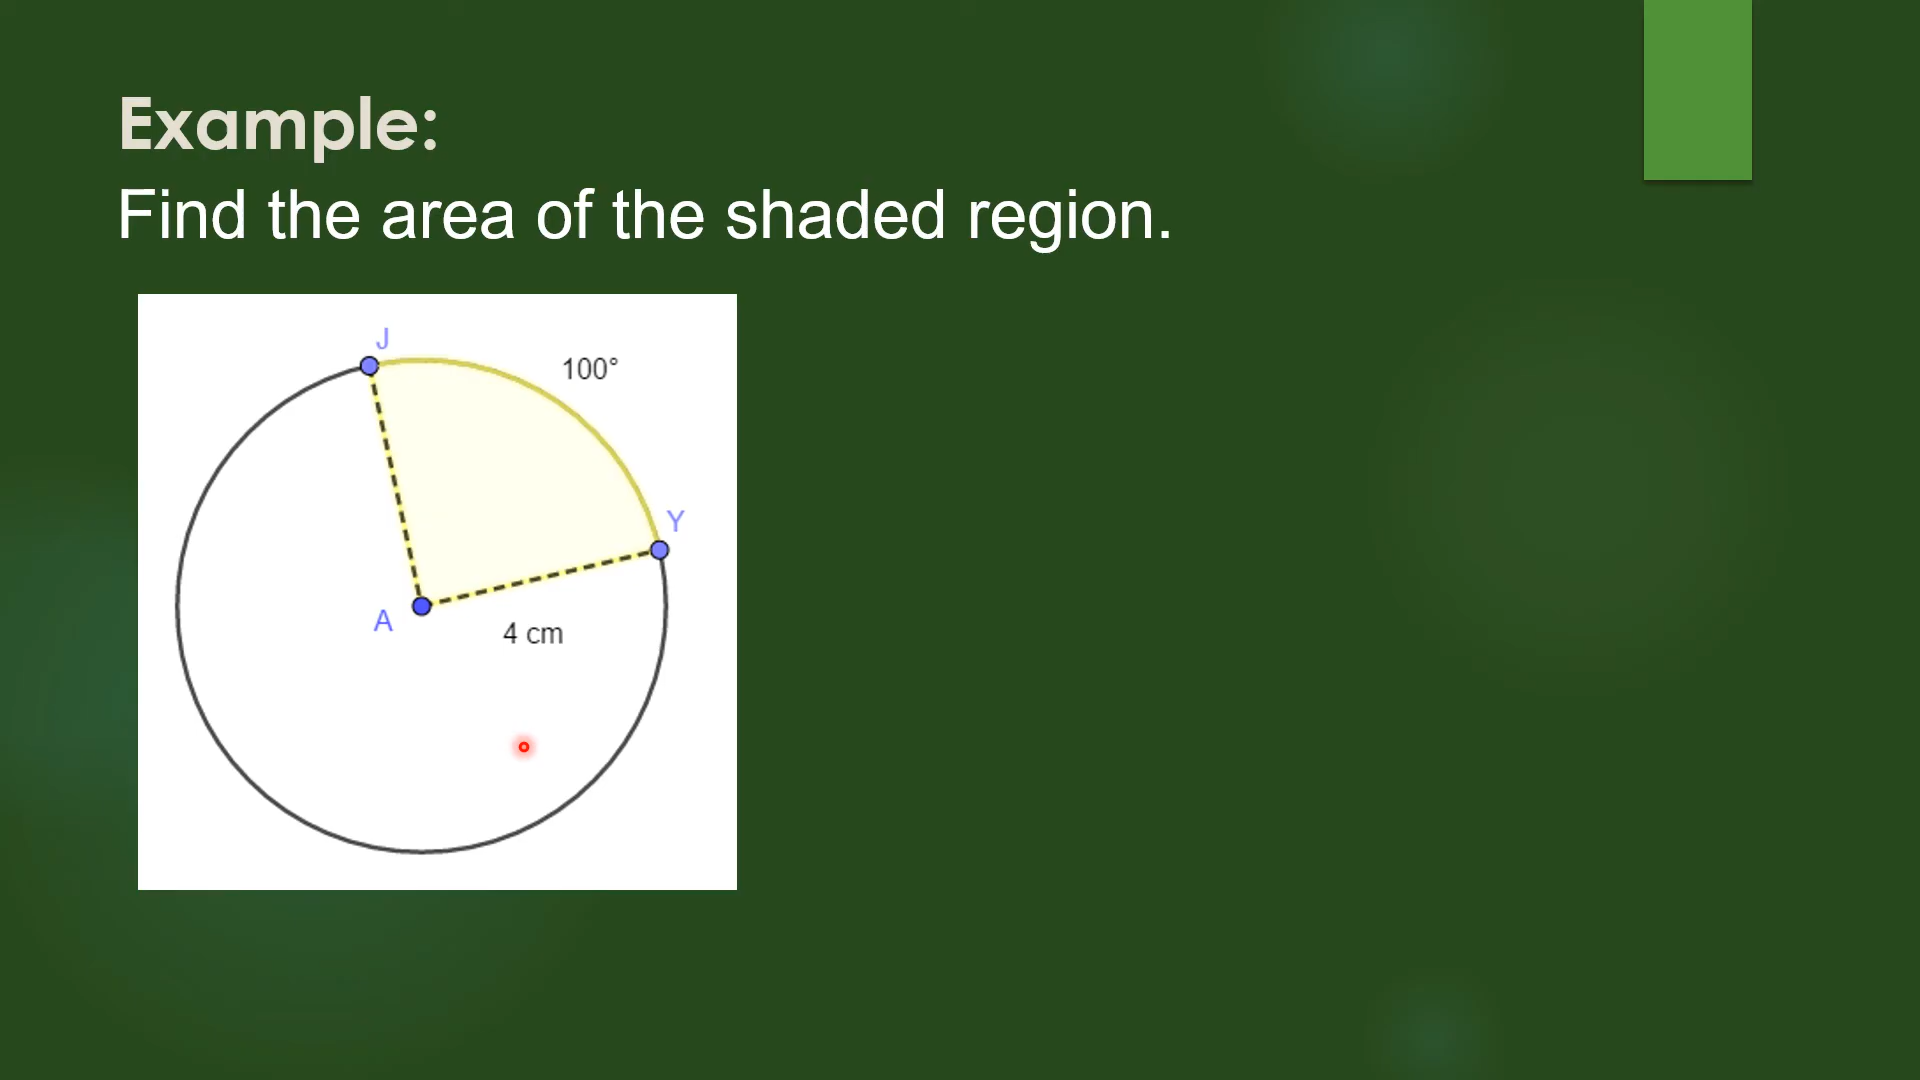 Example:
Find the area of the shaded region.
J
100°
Y
A
4 cm